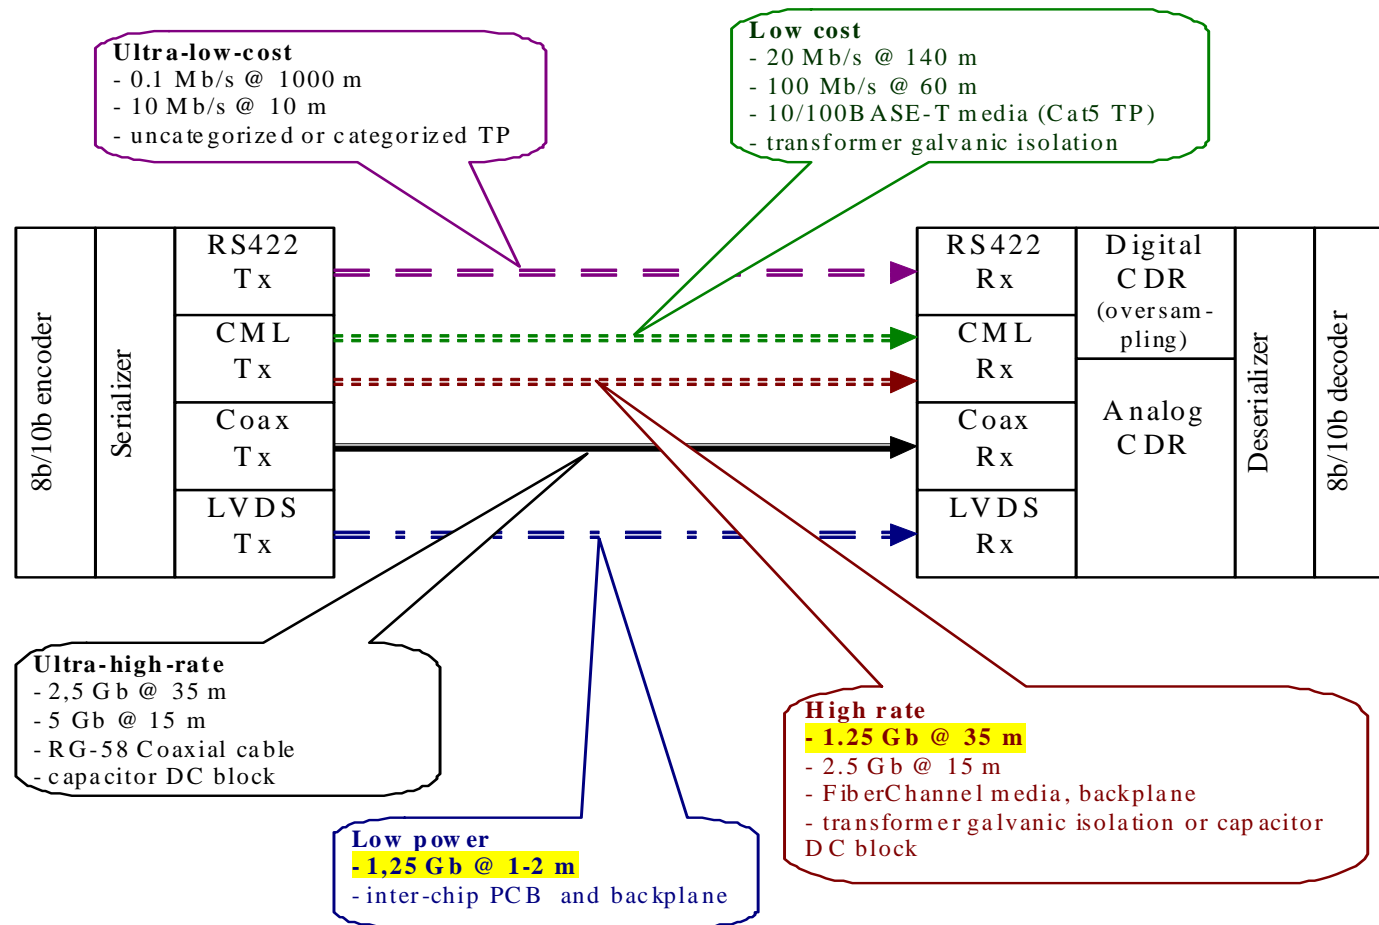 Ultra-low-cost
- 0.1 Mb/s @ 1000 m
- 10 Mb/s @ 10 m
- uncategorized or categorized TP
Low cost
- 20 Mb/s @ 140 m
- 100 Mb/s @ 60 m
- 10/100BASE-T media (Cat5 TP)
- transformer galvanic isolation
8b/10b encoder
Serializer
RS422
Tx
CML
Tx
Coax
Tx
LVDS
Tx
RS422
Rx
CML
Rx
Coax
Rx
LVDS
Rx
Digital
CDR
(oversam-
pling)
Analog
CDR
Deserializer
8b/10b decoder
Ultra-high-rate
- 2,5 Gb @ 35 m
- 5 Gb @ 15 m
- RG-58 Coaxial cable
- capacitor DC block
Low power
- 1,25 Gb @ 1-2 m
- inter-chip PCB and backplane
High rate
- 1.25 Gb @ 35 m
- 2.5 Gb @ 15 m
- FiberChannel media, backplane
- transformer galvanic isolation or capacitor
DC block